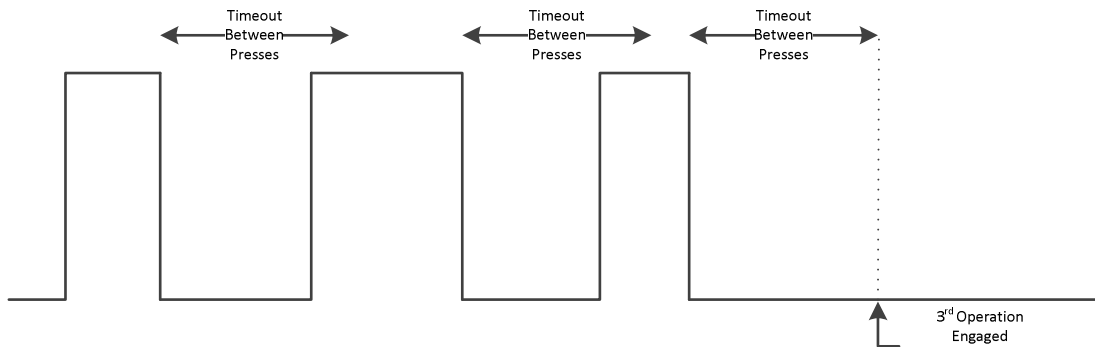 Timeout
Between
Presses
Timeout
Between
Presses
Timeout
Between
Presses
3rd Operation
Engaged